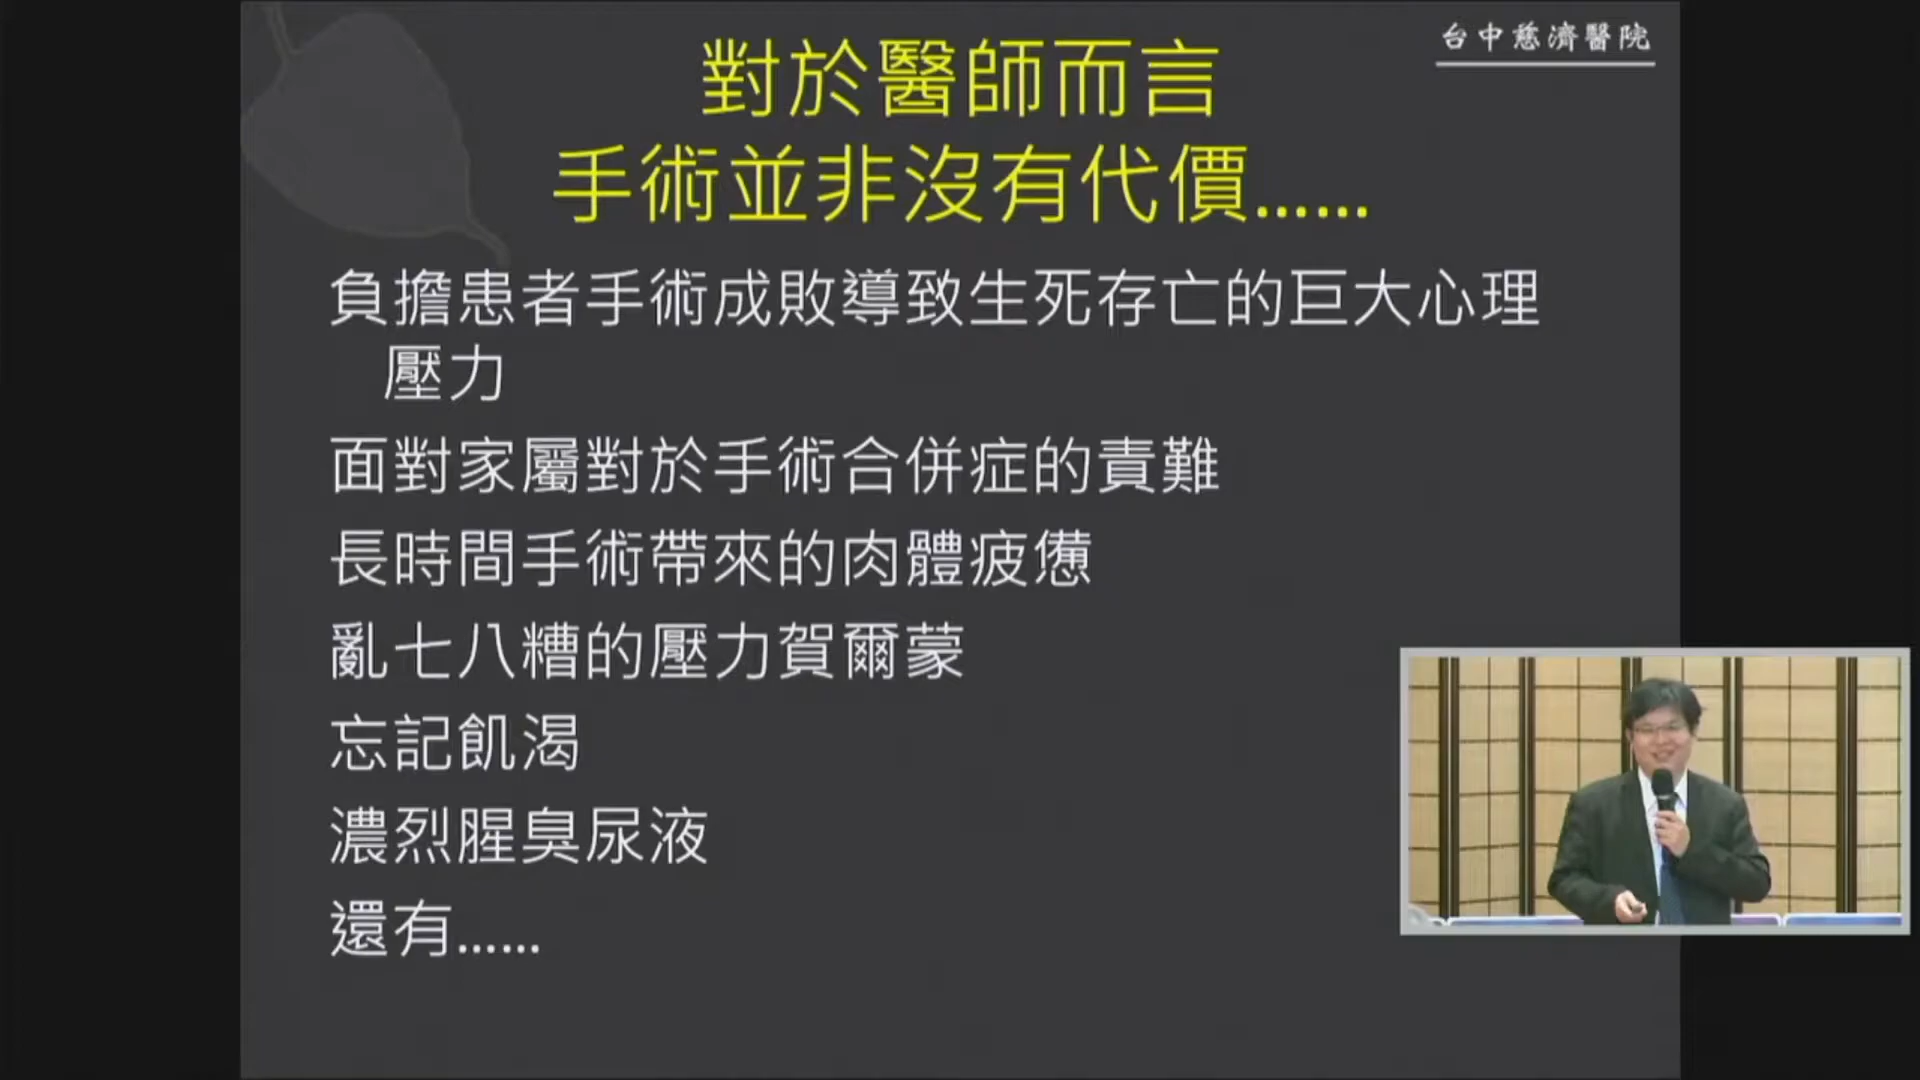 台中慈濟醫院
對於醫師而言
手術並非沒有代價......
負擔患者手術成敗導致生死存亡的巨大心理
壓力
面對家屬對於手術合併症的責難
長時間手術帶來的肉體疲憊
亂七八糟的壓力賀爾蒙
忘記飢渴
濃烈腥臭尿液
還有......